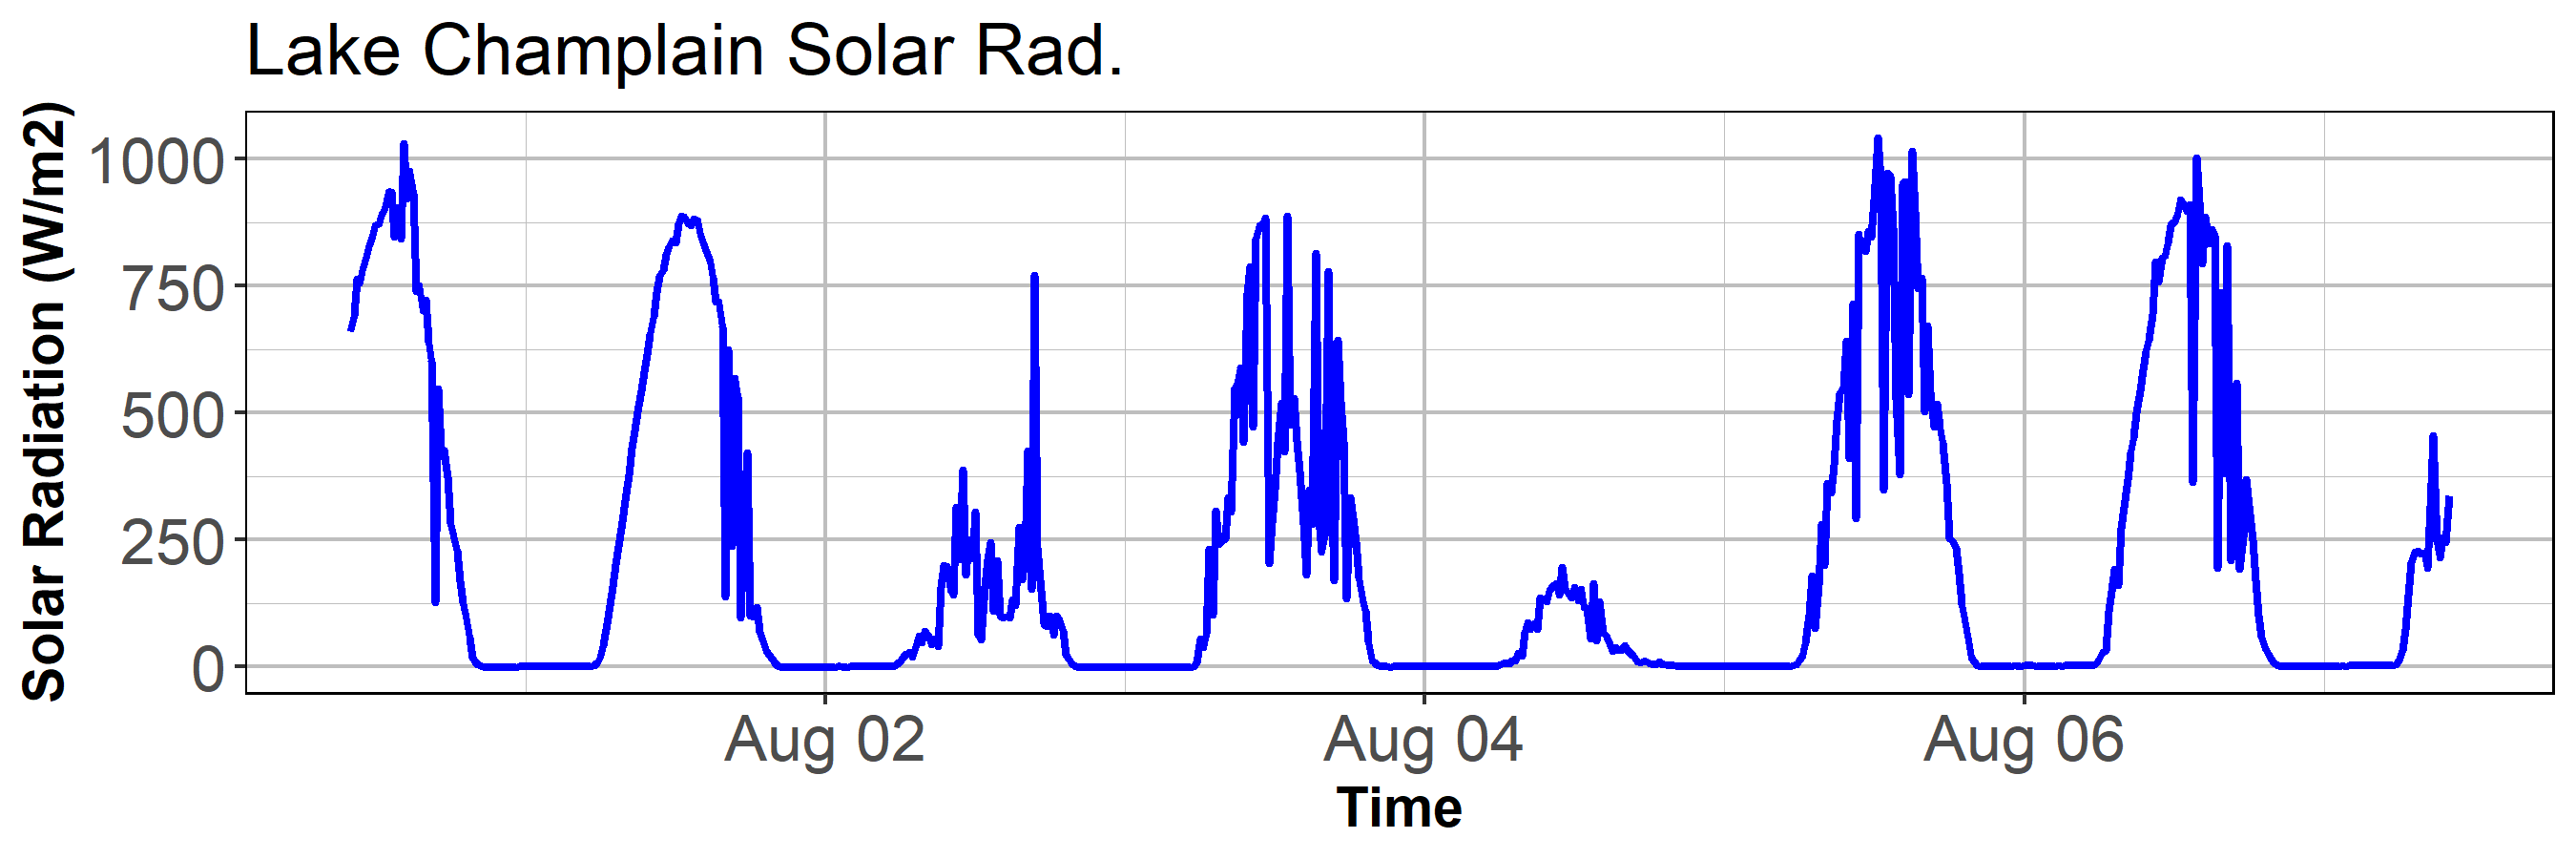 Lake Champlain Solar Rad.
Solar Radiation (W/m2)
1000
750
500
250
0
Aug 02
Aug 04
Aug 06
Time